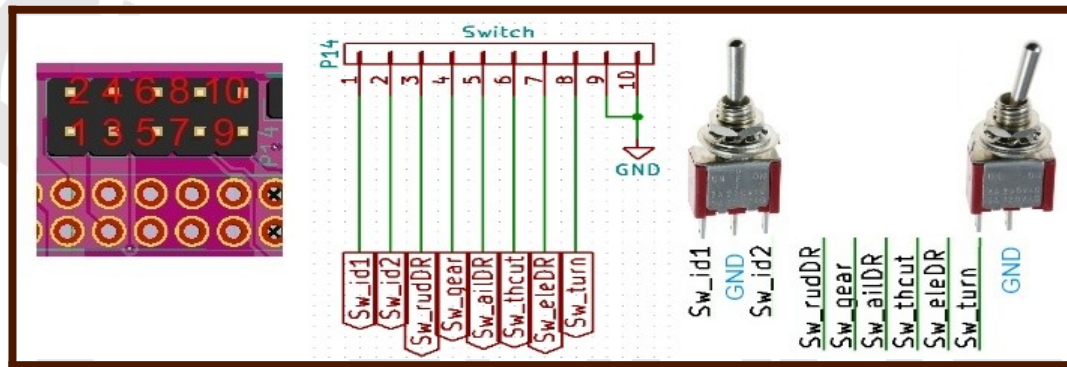 2 4 6 8 10
1 3 5 7 9
P14
Switch
P14
1 2 3 4 5 6 7 8 9 10
GND
Sw_id1
Sw_id2
Sw_rudDR
Sw_gear
Sw_ailDR
Sw_thcut
Sw_eleDR
Sw_turn
Sw_id1
GND
Sw_id2
Sw_rudDR
Sw_gear
Sw_ailDR
Sw_thcut
Sw_eleDR
Sw_turn
GND